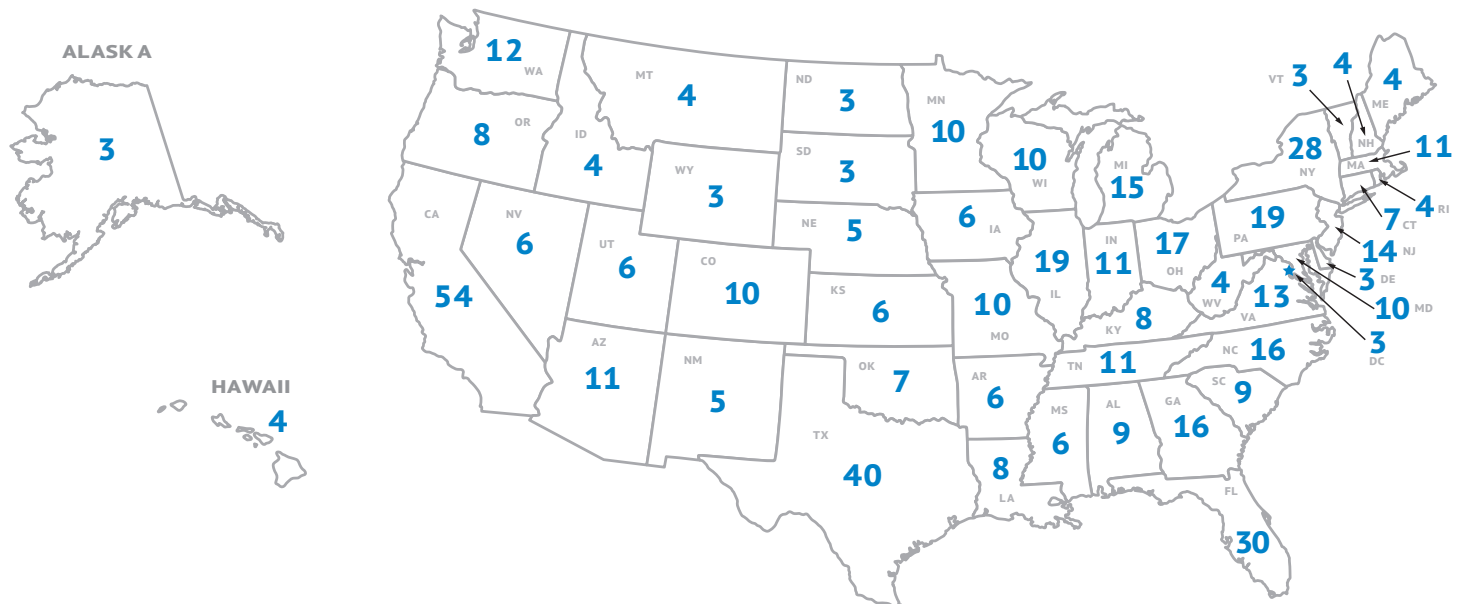 ALASKA
3
HAWAII
4
12
WA
8
OR
CA
54
NV
6
ID
4
MT
4
WY
3
UT
6
AZ
11
CO
10
NM
5
ND
3
SD
3
NE
5
KS
6
OK
7
TX
40
MN
10
6
IA
10
MO
AR
6
8
LA
10
WI
19
IL
MI
15
IN
11
17
OH
KY
8
TN
11
MS
6
AL
9
GA
16
FL
30
SC
9
NC
16
13
VA
4
WV
19
PA
28
NY
VT
3
4
NH
4
ME
MA
11
4
RI
7
CT
14
NJ
3
DE
10
MD
3
DC